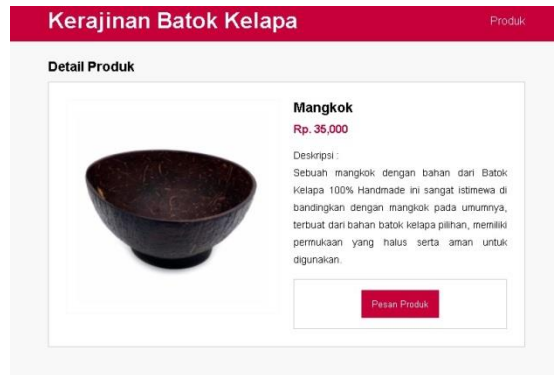 Kerajinan Batok Kelapa
Produk
Detail Produk
Mangkok
Rp. 35,000
Deskripsi :
Sebuah mangkok dengan bahan dari Batok
Kelapa 100% Handmade ini sangat istimewa di
bandingkan dengan mangkok pada umumnya,
terbuat dari bahan batok kelapa pilihan, memiliki
permukaan yang halus serta aman untuk
digunakan.
Pesan Produk